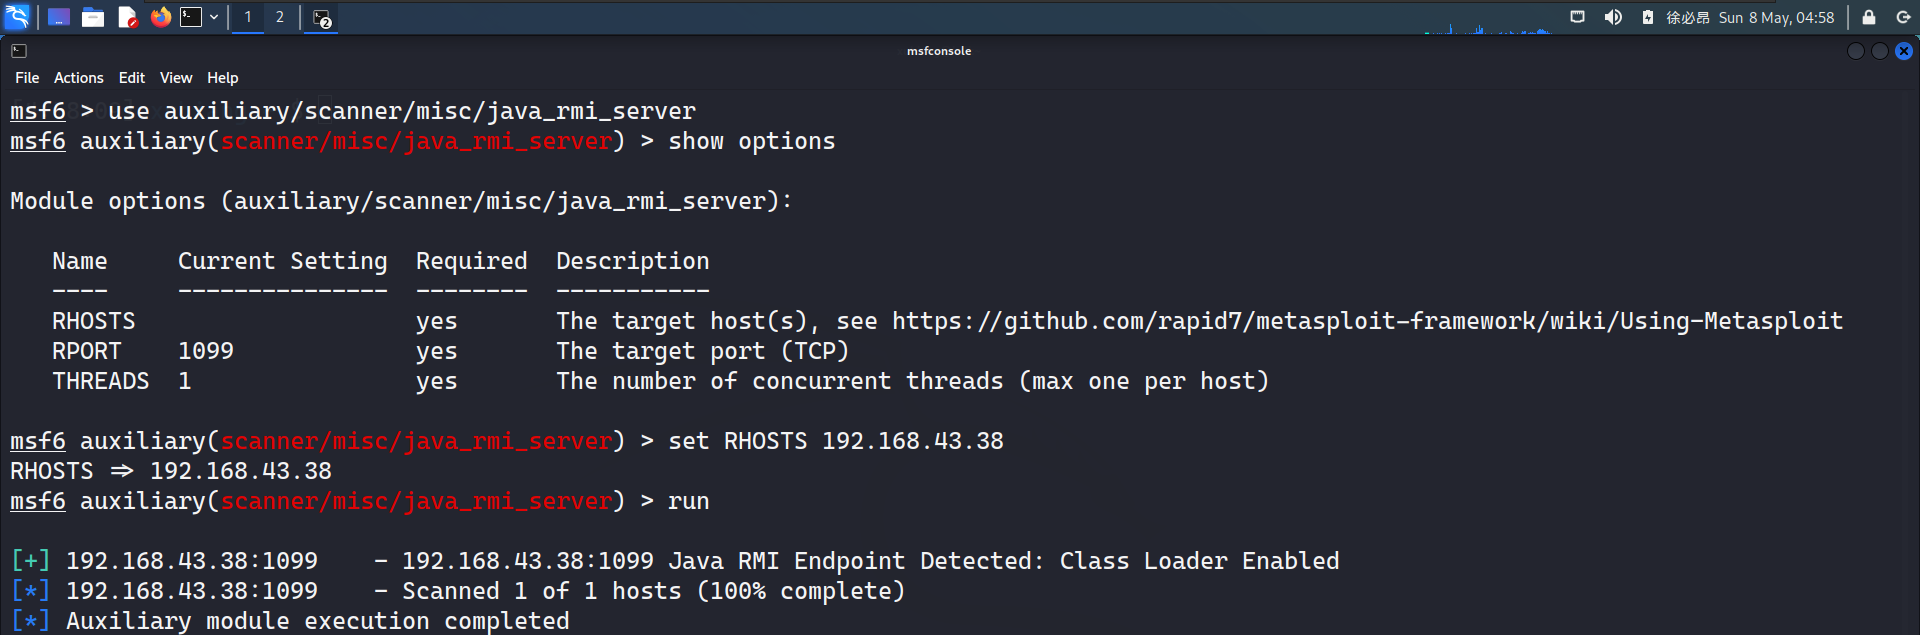 1 2
2
徐必昂 Sun 8 May, 04:58
msfconsole
File Actions Edit View Help
msf6 > use auxiliary/scanner/misc/java_rmi_server
msf6 auxiliary(scanner/misc/java_rmi_server) > show options
Module options (auxiliary/scanner/misc/java_rmi_server):
Name Current Setting Required Description
---- --------------- -------- -----------
RHOSTS yes The target host(s), see https://github.com/rapid7/metasploit-framework/wiki/Using-Metasploit
RPORT 1099 yes The target port (TCP)
THREADS 1 yes The number of concurrent threads (max one per host)
msf6 auxiliary(scanner/misc/java_rmi_server) > set RHOSTS 192.168.43.38
RHOSTS => 192.168.43.38
msf6 auxiliary(scanner/misc/java_rmi_server) > run
[+] 192.168.43.38:1099 - 192.168.43.38:1099 Java RMI Endpoint Detected: Class Loader Enabled
[*] 192.168.43.38:1099 - Scanned 1 of 1 hosts (100% complete)
[*] Auxiliary module execution completed